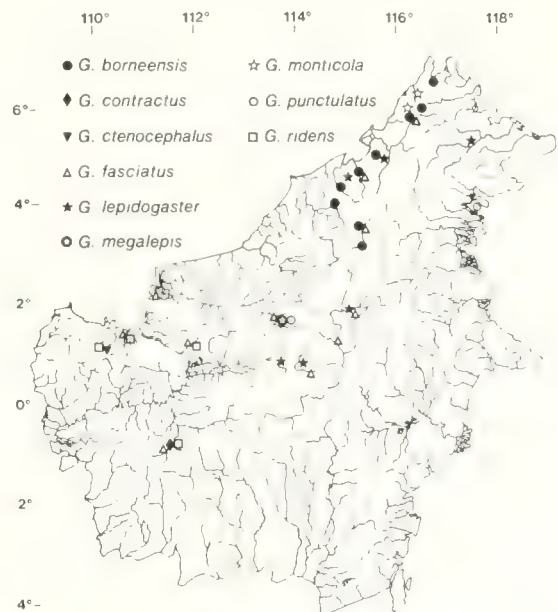 110° 112° 114° 116° 118°
● G. borneensis ☆ G. monticola
♦ G. contractus ○ G. punctulatus
▼ G. ctenocephalus □ G. ridens
△ G. fasciatus
★ G. lepidogaster
G. megalepis
6°
4°
2°
0°
2°
4°